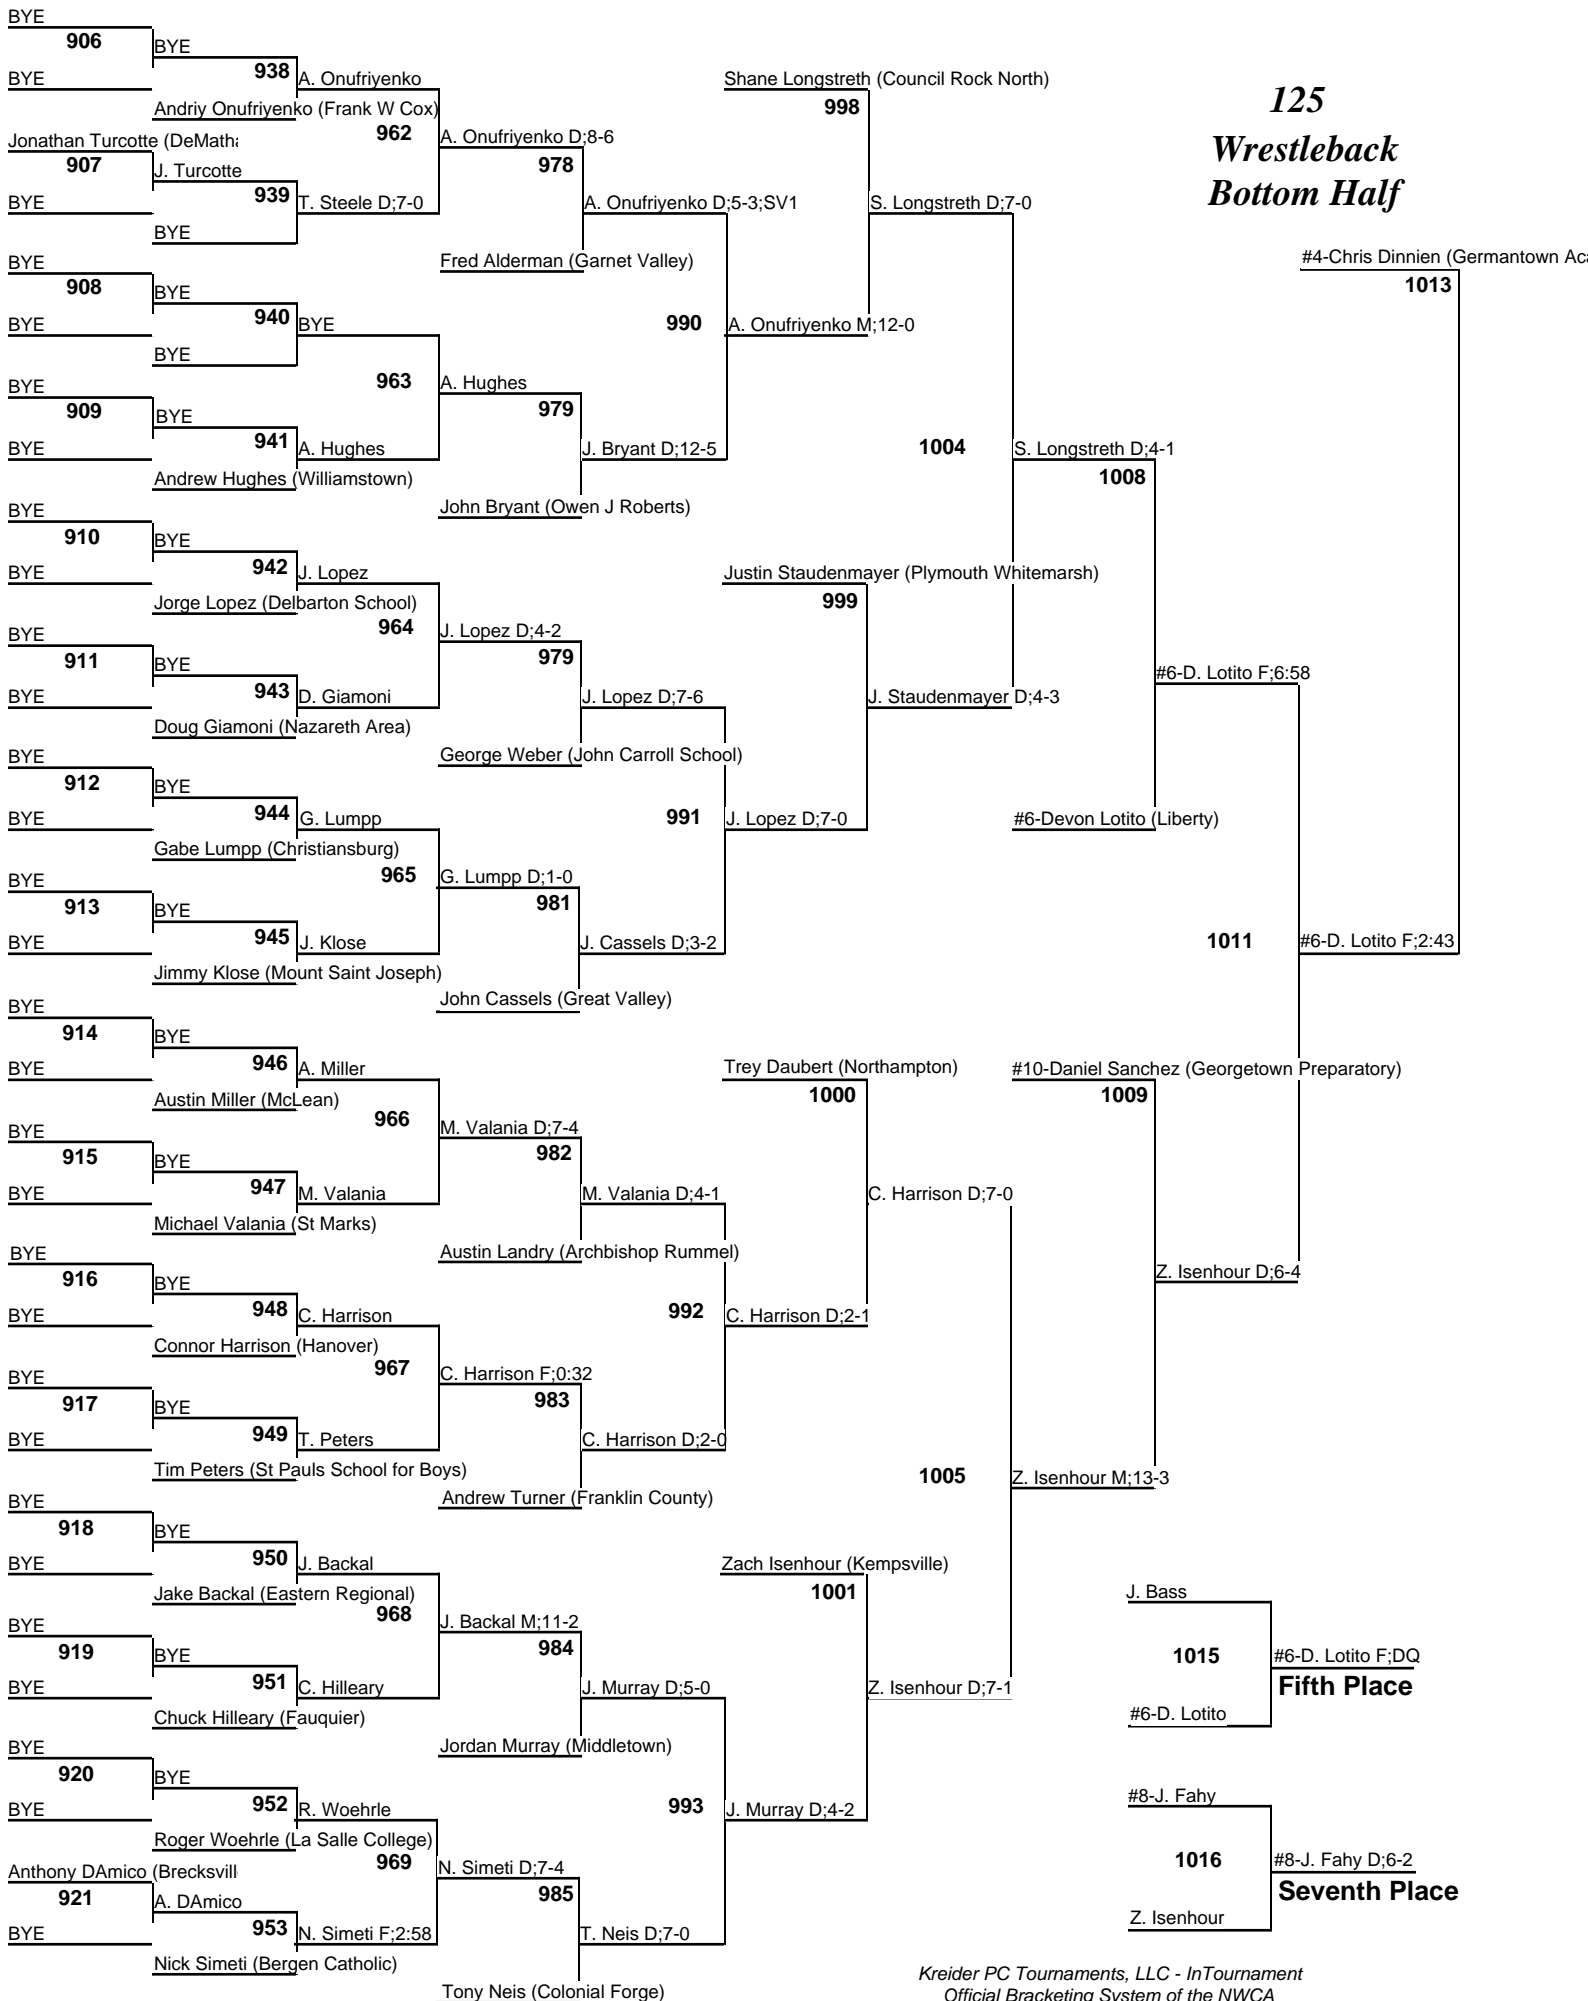 BYE
906
BYE
BYE
938
A. Onufriyenko
Andriy Onufriyenko (Frank W Cox)
962
Jonathan Turcotte (DeMath
907
J. Turcotte
BYE
939
T. Steele D;7-0
BYE
A. Onufriyenko D;8-6
978
A. Onufriyenko D;5-3;SV1
Fred Alderman (Garnet Valley)
BYE
908
BYE
BYE
940
BYE
BYE
963
BYE
909
BYE
BYE
941
A. Hughes
Andrew Hughes (Williamstown)
A. Hughes
979
J. Bryant D;12-5
John Bryant (Owen J Roberts)
990
A. Onufriyenko M;12-0
Shane Longstreth (Council Rock North)
998
S. Longstreth D;7-0
125
Wrestleback
Bottom Half
#4-Chris Dinnien (Germantown Aca
1013
BYE
910
BYE
BYE
942
J. Lopez
Jorge Lopez (Delbarton School)
964
BYE
911
BYE
BYE
943
D. Giamoni
Doug Giamoni (Nazareth Area)
J. Lopez D;4-2
979
J. Lopez D;7-6
George Weber (John Carroll School)
BYE
912
BYE
BYE
944
G. Lumpp
Gabe Lumpp (Christiansburg)
965
BYE
913
BYE
BYE
945
J. Klose
Jimmy Klose (Mount Saint Joseph)
G. Lumpp D;1-0
981
J. Cassels D;3-2
John Cassels (Great Valley)
991
J. Lopez D;7-0
Justin Staudenmayer (Plymouth Whitemarsh)
999
J. Staudenmayer D;4-3
1004
S. Longstreth D;4-1
1008
#6-D. Lotito F;6:58
#6-Devon Lotito (Liberty)
1011
#6-D. Lotito F;2:43
BYE
914
BYE
BYE
946
A. Miller
Austin Miller (McLean)
966
BYE
915
BYE
BYE
947
M. Valania
Michael Valania (St Marks)
M. Valania D;7-4
982
M. Valania D;4-1
Austin Landry (Archbishop Rummel)
BYE
916
BYE
BYE
948
C. Harrison
Connor Harrison (Hanover)
967
BYE
917
BYE
BYE
949
T. Peters
Tim Peters (St Pauls School for Boys)
C. Harrison F;0:32
983
C. Harrison D;2-0
Andrew Turner (Franklin County)
992
C. Harrison D;2-1
Trey Daubert (Northampton)
1000
C. Harrison D;7-0
#10-Daniel Sanchez (Georgetown Preparatory)
1009
Z. Isenhour D;6-4
1005
Z. Isenhour M;13-3
BYE
918
BYE
BYE
950
J. Backal
Jake Backal (Eastern Regional)
968
BYE
919
BYE
BYE
951
C. Hilleary
Chuck Hilleary (Fauquier)
J. Backal M;11-2
984
J. Murray D;5-0
Jordan Murray (Middletown)
BYE
920
BYE
BYE
952
R. Woehrle
Roger Woehrle (La Salle College)
969
Anthony DAmico (Brecksvill
921
A. DAmico
BYE
953
N. Simeti F;2:58
Nick Simeti (Bergen Catholic)
N. Simeti D;7-4
985
T. Neis D;7-0
Tony Neis (Colonial Forge)
993
J. Murray D;4-2
Zach Isenhour (Kempsville)
1001
Z. Isenhour D;7-1
J. Bass
1015
#6-D. Lotito F;DQ
Fifth Place
#6-D. Lotito
#8-J. Fahy
1016
#8-J. Fahy D;6-2
Seventh Place
Z. Isenhour
Kreider PC Tournaments, LLC - InTournament
Official Bracketing System of the NWCA